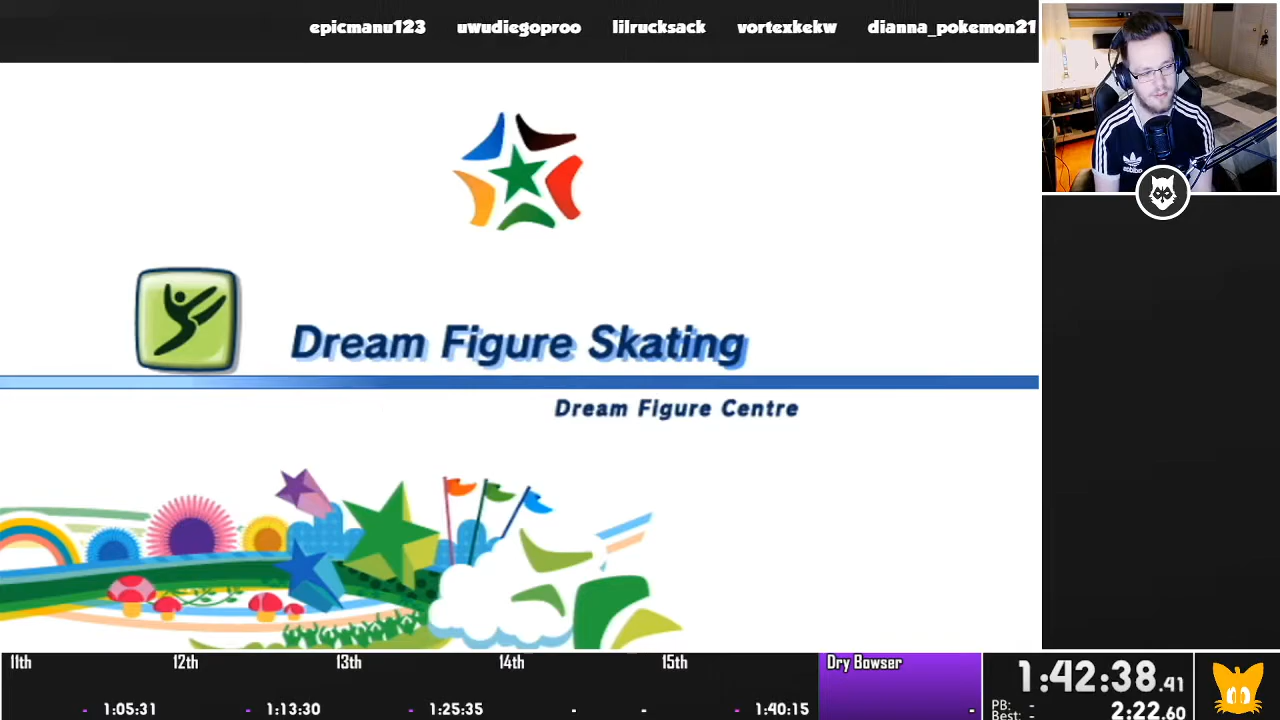 epicmanu123 uwudiegoproo lilrucksack vortexkekw dianna_pokemon21
adidas
Dream Figure Skating
Dream Figure Centre
11th 12th 13th 14th 15th Dry Bowser
- 1:05:31 - 1:13:30 - 1:25:35 - - - 1:40:15 -
1:42:38.41
PB: -
Best: - 2:22.60